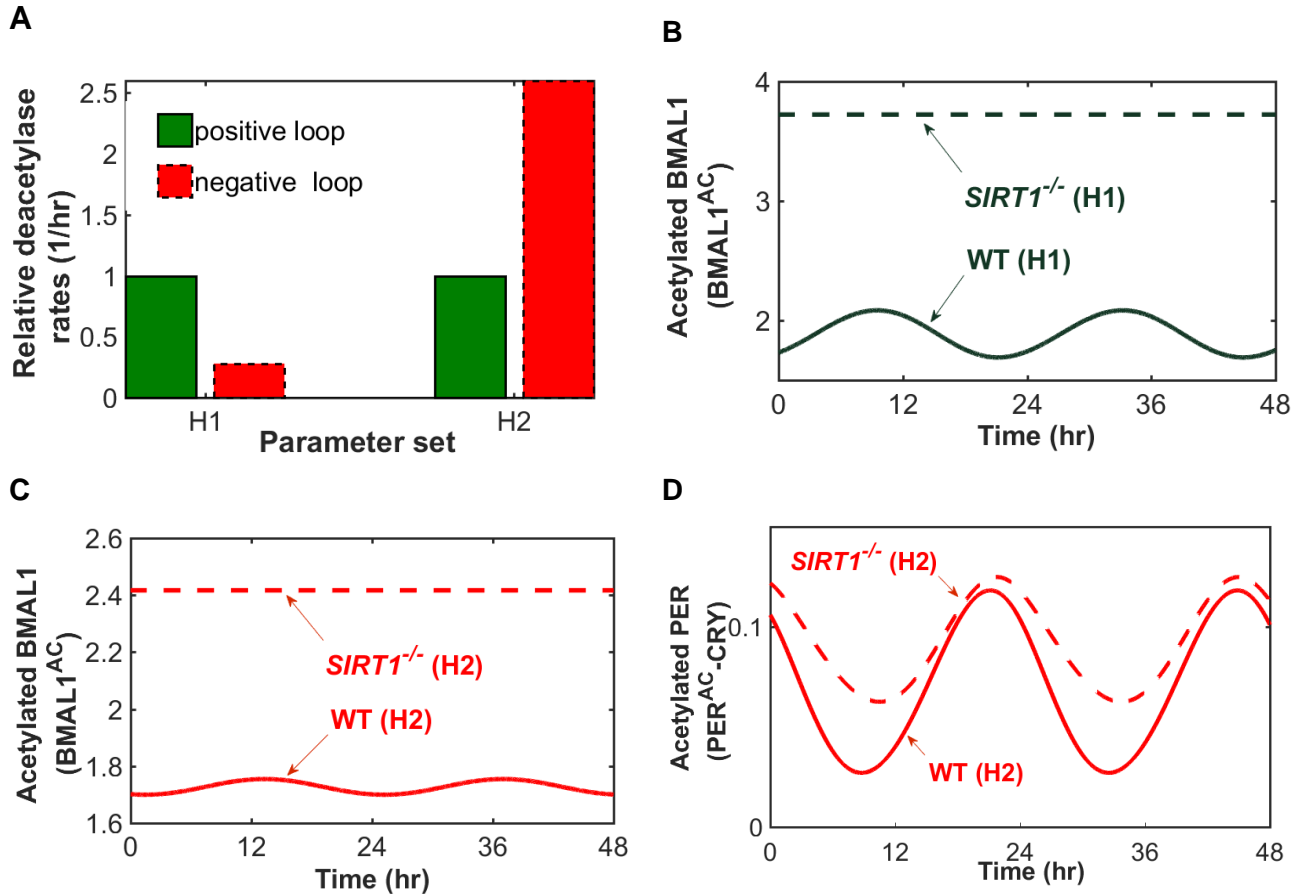 A
Relative deacetylase
rates (1/hr)
2.5
2
1.5
1
0.5
0
positive loop
negative loop
H1
H2
Parameter set
B
Acetylated BMAL1
(BMAL1^AC)
4
3
2
SIRT1^-/- (H1)
WT (H1)
0
12
24
36
48
Time (hr)
C
Acetylated BMAL1
(BMAL1^AC)
2.6
2.4
2.2
2
1.8
1.6
SIRT1^-/- (H2)
WT (H2)
0
12
24
36
48
Time (hr)
D
Acetylated PER
(PER^AC-CRY)
0.1
0
SIRT1^-/- (H2)
WT (H2)
0
12
24
36
48
Time (hr)